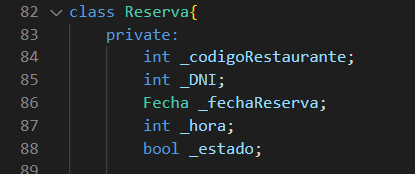 82 class Reserva{
83 private:
84 int _codigoRestaurante;
85 int _DNI;
86 Fecha _fechaReserva;
87 int _hora;
88 bool _estado;
89